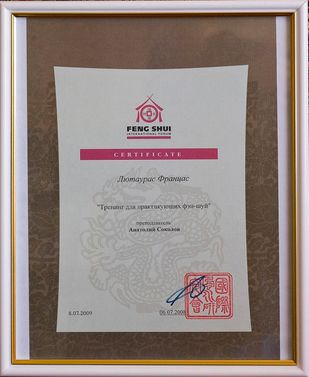 FENG SHUI
INTERNATIONAL FORUM
CERTIFICATE
Лютаурас Францас
"Тренинг для практикующих фэн-шуй"
преподаватель
Анатолий Соколов
8.07.2009
06.07.2009